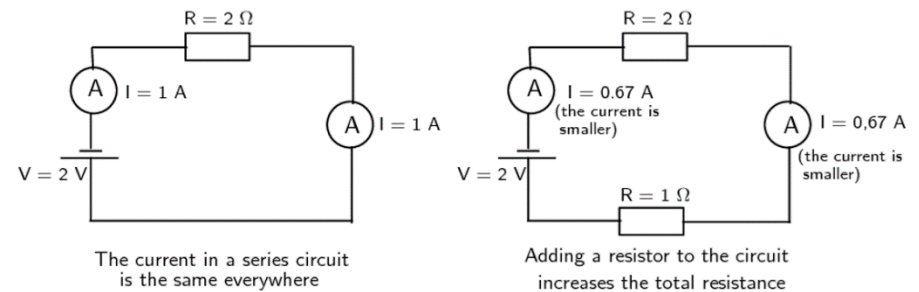 R = 2 Ω
A
I = 1 A
A
I = 1 A
V = 2 V
The current in a series circuit
is the same everywhere
R = 2 Ω
A
I = 0.67 A
(the current is
smaller)
A
I = 0,67 A
(the current is
smaller)
V = 2 V
R = 1 Ω
Adding a resistor to the circuit
increases the total resistance